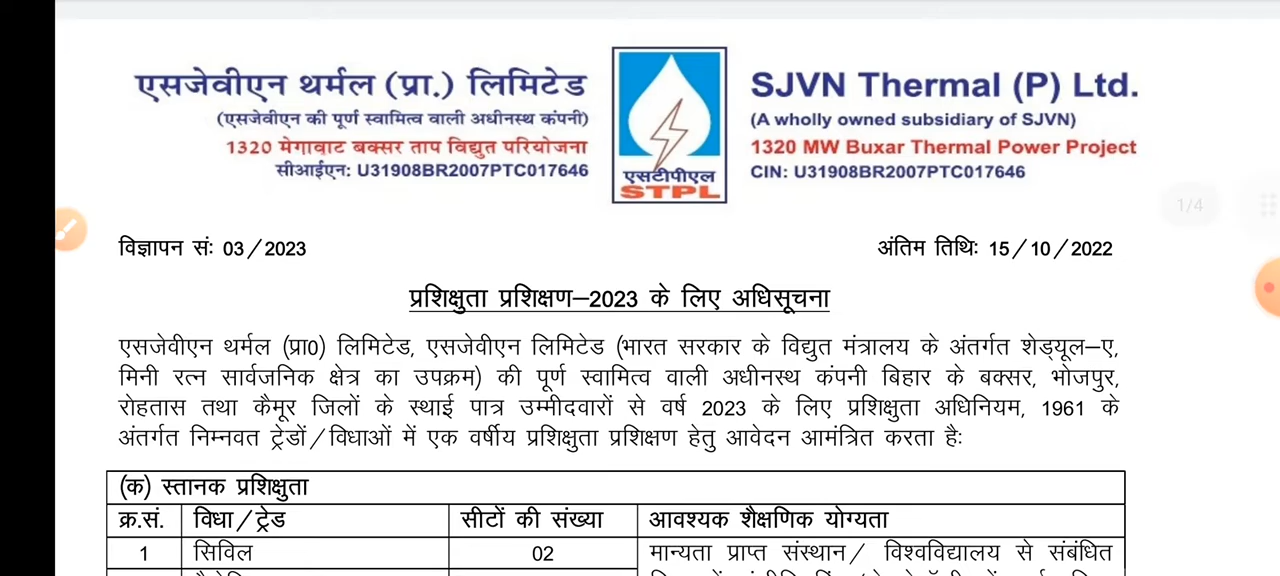 एसजेवीएन थर्मल (प्रा.) लिमिटेड
(एसजेवीएन की पूर्ण स्वामित्व वाली अधीनस्थ कंपनी)
1320 मेगावाट बक्सर ताप विद्युत परियोजना
सीआईएन: U31908BR2007PTC017646
एसटीपीएल
STPL
SJVN Thermal (P) Ltd.
(A wholly owned subsidiary of SJVN)
1320 MW Buxar Thermal Power Project
CIN: U31908BR2007PTC017646
1/4
विज्ञापन सं: 03/2023
अंतिम तिथि: 15/10/2022
प्रशिक्षुता प्रशिक्षण–2023 के लिए अधिसूचना
एसजेवीएन थर्मल (प्रा0) लिमिटेड, एसजेवीएन लिमिटेड (भारत सरकार के विद्युत मंत्रालय के अंतर्गत शेड्यूल–ए,
मिनी रत्न सार्वजनिक क्षेत्र का उपक्रम) की पूर्ण स्वामित्व वाली अधीनस्थ कंपनी बिहार के बक्सर, भोजपुर,
रोहतास तथा कैमूर जिलों के स्थाई पात्र उम्मीदवारों से वर्ष 2023 के लिए प्रशिक्षुता अधिनियम, 1961 के
अंतर्गत निम्नवत ट्रेडों/विधाओं में एक वर्षीय प्रशिक्षुता प्रशिक्षण हेतु आवेदन आमंत्रित करता है:
(क) स्तानक प्रशिक्षुता
क्र.सं. विधा/ट्रेड सीटों की संख्या आवश्यक शैक्षणिक योग्यता
1 सिविल 02 मान्यता प्राप्त संस्थान/ विश्वविद्यालय से संबंधित